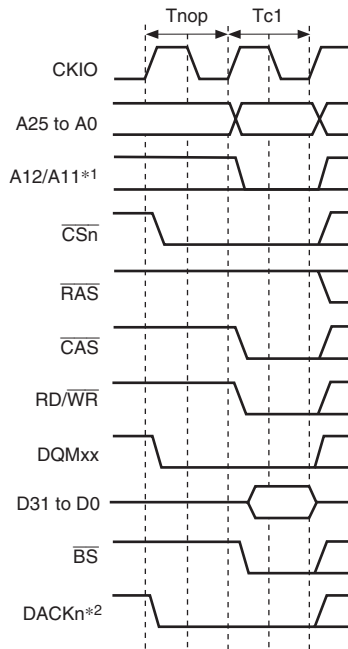 Tnop Tc1
CKIO
A25 to A0
A12/A11*1
CSn
RAS
CAS
RD/WR
DQMxx
D31 to D0
BS
DACKn*2